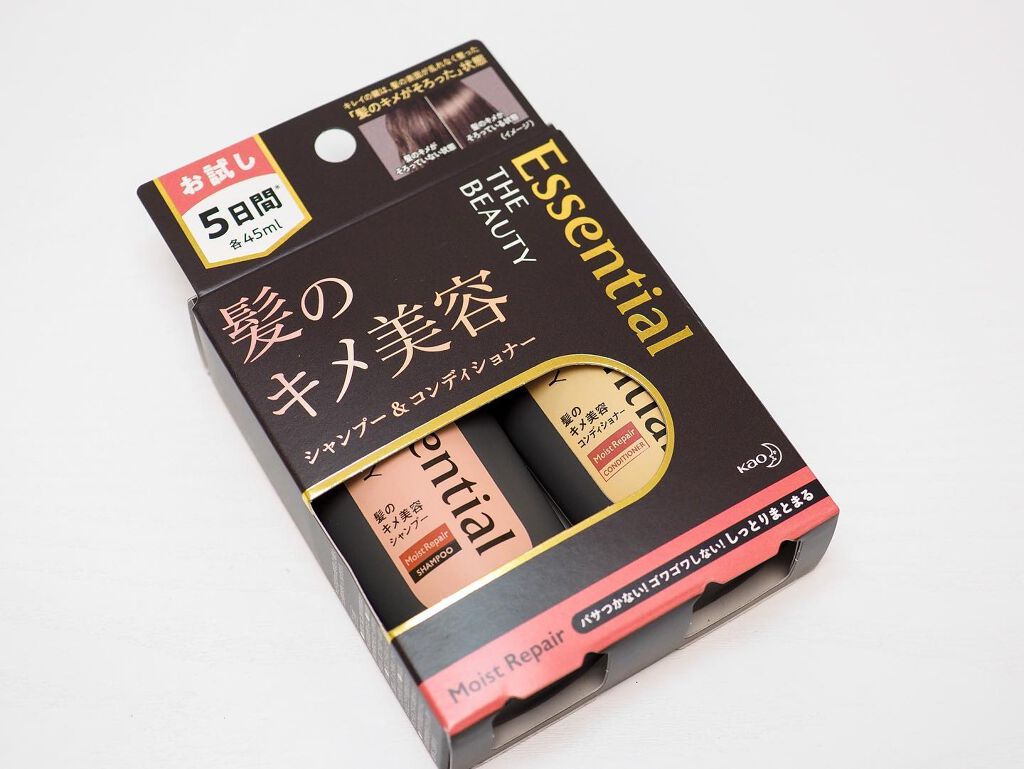 キレイの鍵は、髪の表面が乱れなく整った
「髪のキメがそろった」状態
髪のキメが
そろっていない状態
髪のキメが
そろっている状態
(イメージ)
お試し
5日間*
各45ml
Essential
THE
BEAUTY
髪の
キメ美容
シャンプー&コンディショナー
髪の
キメ美容
シャンプー
Moist Repair
SHAMPOO
ential
髪の
キメ美容
コンディショナー
Moist Repair
CONDITIONER
ntial
Kao
Moist Repair
パサつかない!ゴワゴワしない!しっとりまとまる